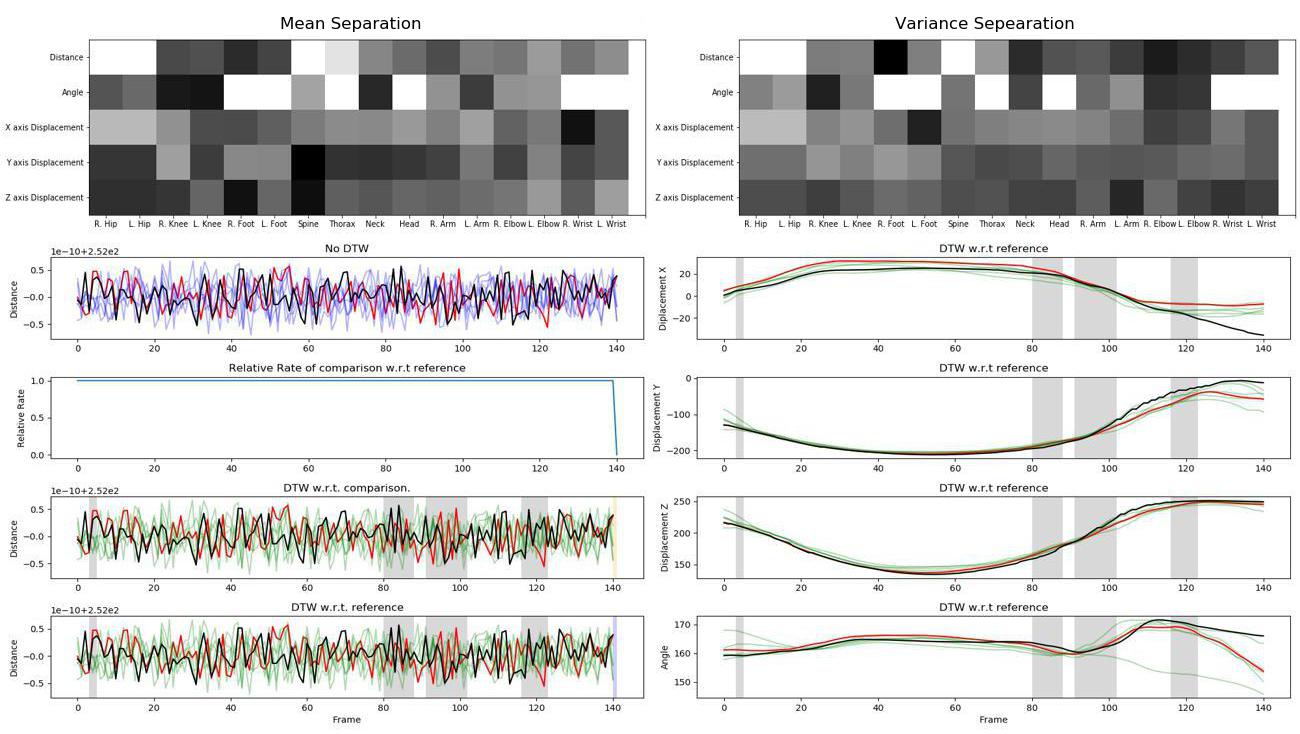 Mean Separation
Distance
Angle
X axis Displacement
Y axis Displacement
Z axis Displacement
R. Hip L. Hip R. Knee L. Knee R. Foot L. Foot Spine Thorax Neck Head R. Arm L. Arm R. Elbow L. Elbow R. Wrist L. Wrist
Variance Sepearation
Distance
Angle
X axis Displacement
Y axis Displacement
Z axis Displacement
R. Hip L. Hip R. Knee L. Knee R. Foot L. Foot Spine Thorax Neck Head R. Arm L. Arm R. Elbow L. Elbow R. Wrist L. Wrist
No DTW
1e−10+2.52e2
Distance
0.5
−0.0
−0.5
0 20 40 60 80 100 120 140
Relative Rate of comparison w.r.t reference
Relative Rate
1.0
0.5
0.0
0 20 40 60 80 100 120 140
DTW w.r.t. comparison.
1e−10+2.52e2
Distance
0.5
−0.0
−0.5
0 20 40 60 80 100 120 140
DTW w.r.t. reference
1e−10+2.52e2
Distance
0.5
−0.0
−0.5
0 20 40 60 80 100 120 140
Frame
DTW w.r.t reference
Diplacement X
20
0
−20
0 20 40 60 80 100 120 140
DTW w.r.t reference
Displacement Y
0
−100
−200
0 20 40 60 80 100 120 140
DTW w.r.t reference
Displacement Z
250
200
150
0 20 40 60 80 100 120 140
DTW w.r.t reference
Angle
170
160
150
0 20 40 60 80 100 120 140
Frame